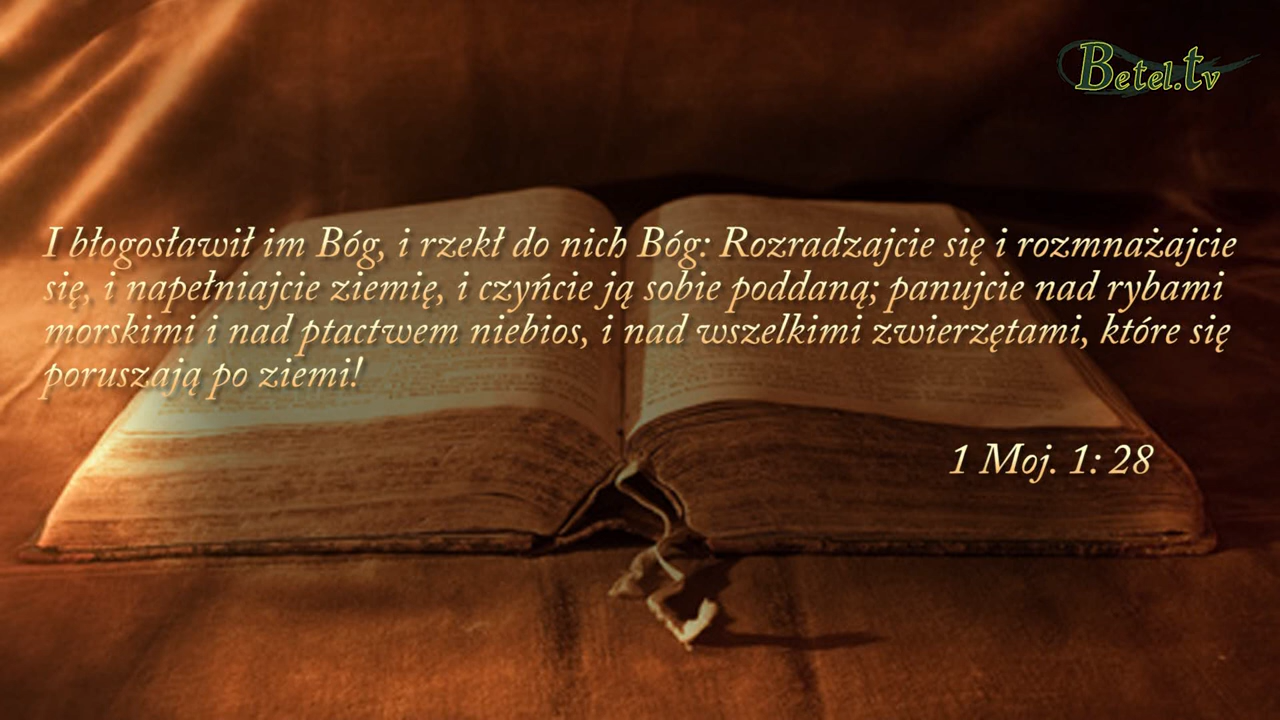 Betel.tv
I błogosławił im Bóg, i rzekł do nich Bóg: Rozradzajcie się i rozmnażajcie
się, i napełniajcie ziemię, i czyńcie ją sobie poddaną; panujcie nad rybami
morskimi i nad ptactwem niebios, i nad wszelkimi zwierzętami, które się
poruszają po ziemi!
1 Moj. 1: 28